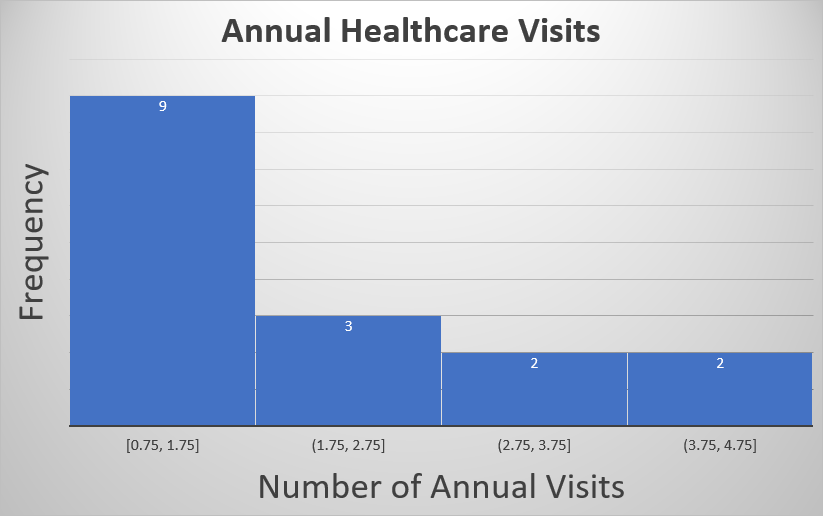 Annual Healthcare Visits
9
3
2
2
Frequency
[0.75, 1.75]
(1.75, 2.75]
(2.75, 3.75]
(3.75, 4.75]
Number of Annual Visits